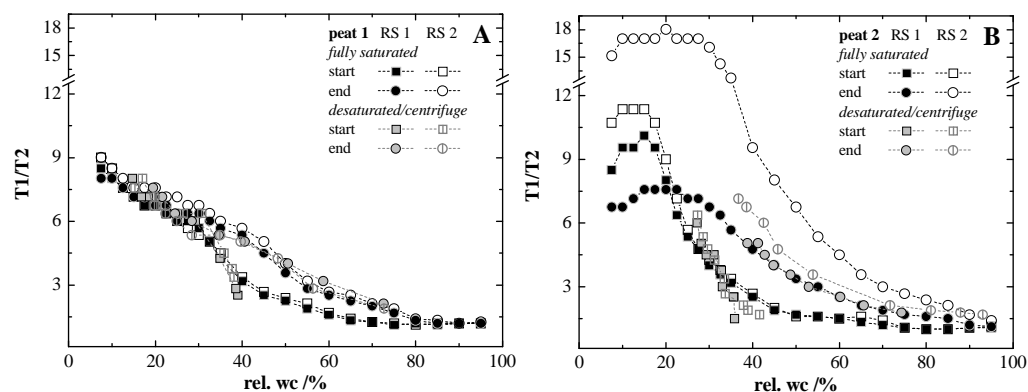 A
peat 1 RS 1 RS 2
fully saturated
start
end
desaturated/centrifuge
start
end
18
15
12
9
6
3
T1/T2
0 20 40 60 80 100
rel. wc /%
B
peat 2 RS 1 RS 2
fully saturated
start
end
desaturated/centrifuge
start
end
18
15
12
9
6
3
T1/T2
0 20 40 60 80 100
rel. wc /%